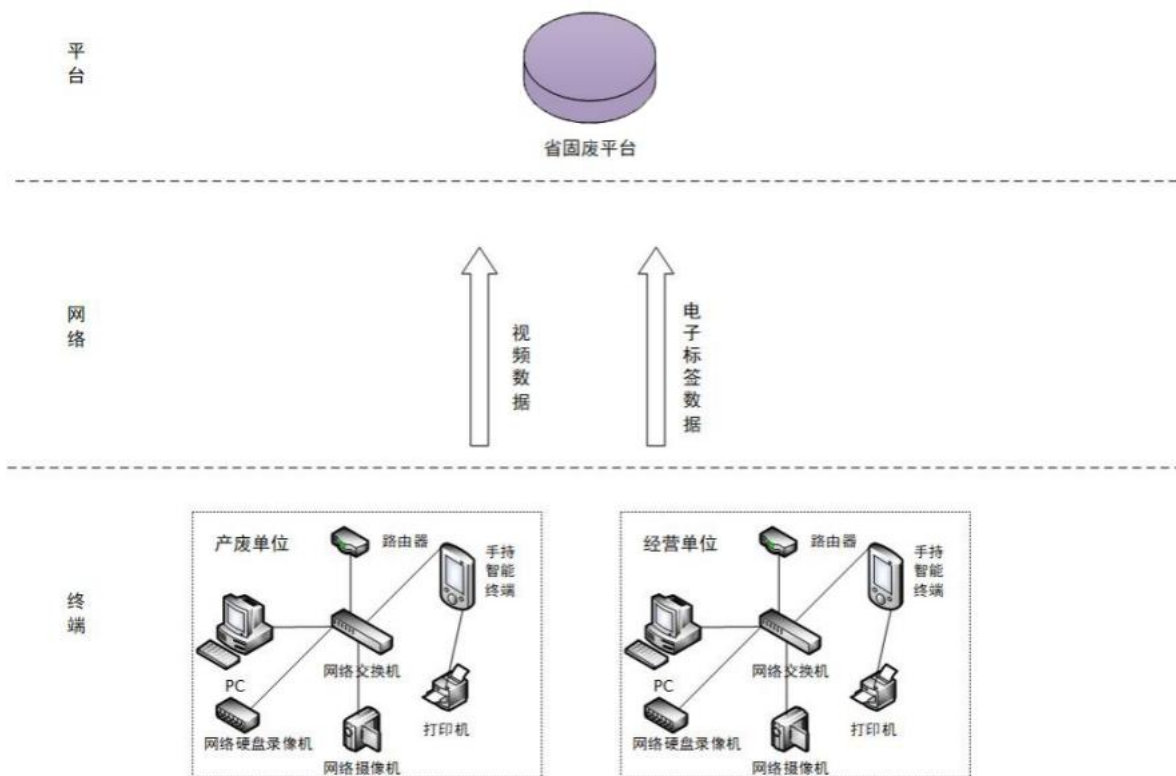 平台
省固废平台
网络
视频数据
电子标签数据
终端
产废单位
路由器
手持
智能
终端
网络交换机
PC
网络硬盘录像机
网络摄像机
打印机
经营单位
路由器
手持
智能
终端
网络交换机
PC
网络硬盘录像机
网络摄像机
打印机